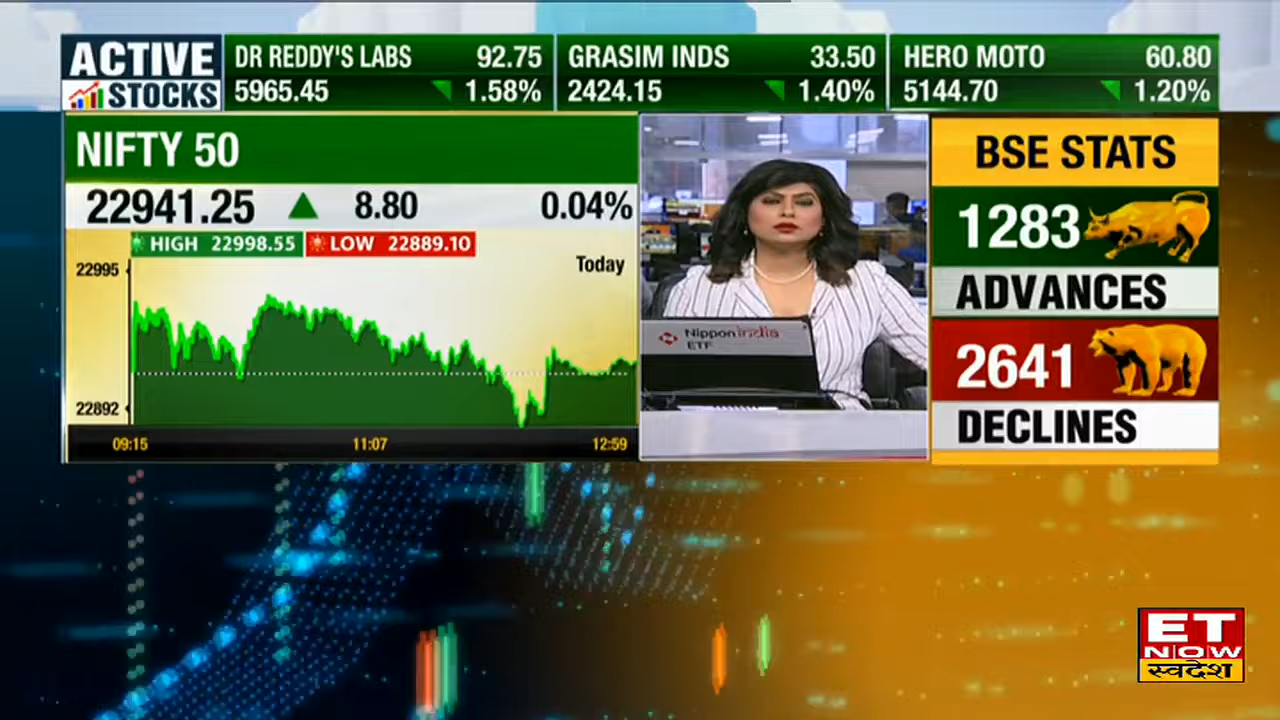 ACTIVE
STOCKS
DR REDDY'S LABS 92.75
5965.45 1.58%
GRASIM INDS 33.50
2424.15 1.40%
HERO MOTO 60.80
5144.70 1.20%
NIFTY 50
22941.25 8.80 0.04%
HIGH 22998.55 LOW 22889.10
Today
22995
22892
09:15 11:07 12:59
Nippon india
ETF
BSE STATS
1283
ADVANCES
2641
DECLINES
ET
NOW
स्वदेश